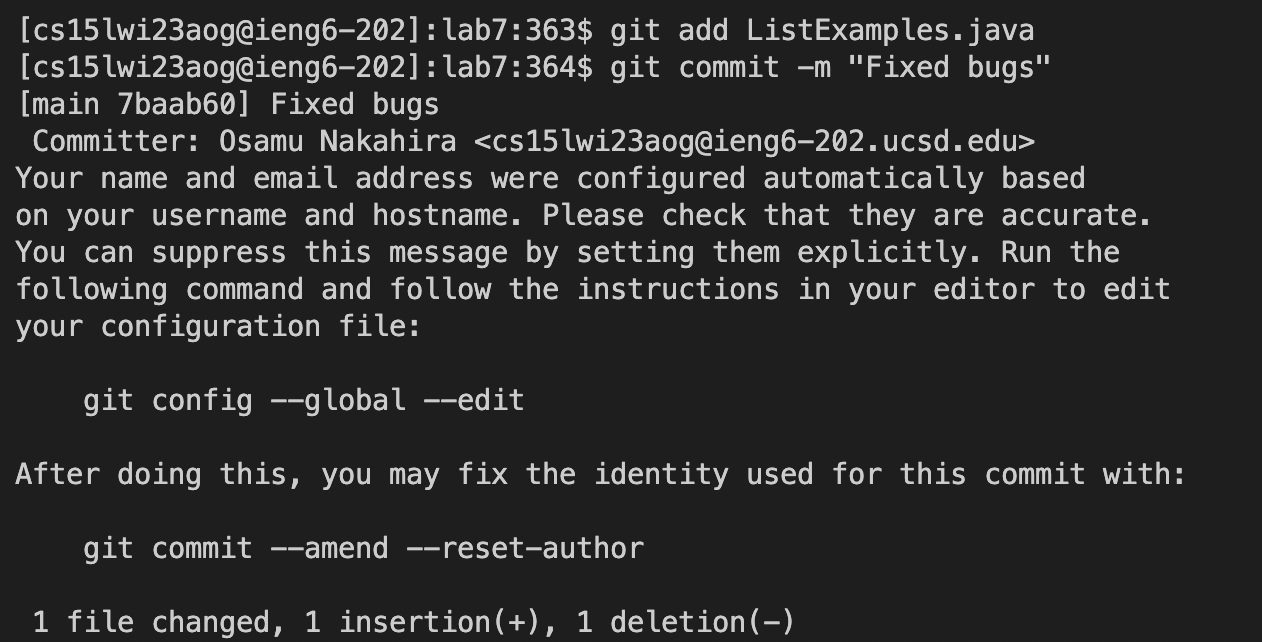 [cs15lwi23aog@ieng6-202]:lab7:363$ git add ListExamples.java
[cs15lwi23aog@ieng6-202]:lab7:364$ git commit -m "Fixed bugs"
[main 7baab60] Fixed bugs
 Committer: Osamu Nakahira <cs15lwi23aog@ieng6-202.ucsd.edu>
Your name and email address were configured automatically based
on your username and hostname. Please check that they are accurate.
You can suppress this message by setting them explicitly. Run the
following command and follow the instructions in your editor to edit
your configuration file:

    git config --global --edit

After doing this, you may fix the identity used for this commit with:

    git commit --amend --reset-author

 1 file changed, 1 insertion(+), 1 deletion(-)